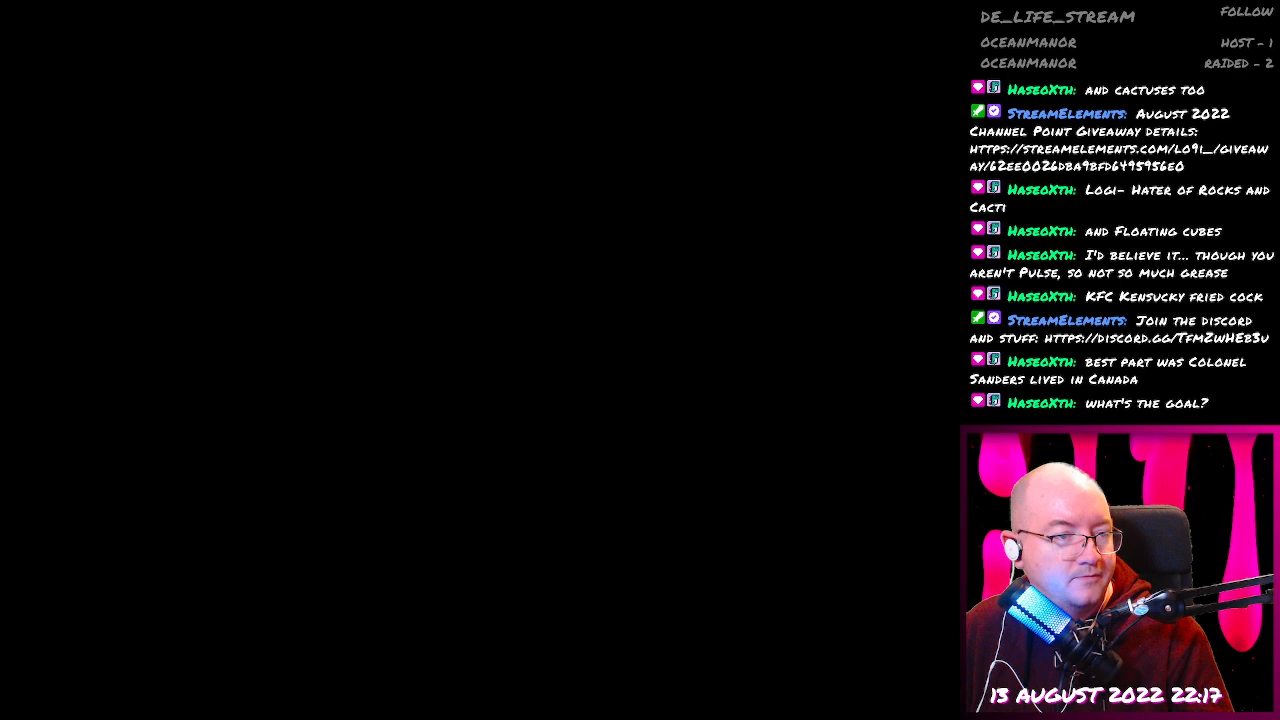 DE_LIFE_STREAM FOLLOW
OCEANMANOR HOST - 1
OCEANMANOR RAIDED - 2
HaseoXth: and cactuses too
StreamElements: August 2022
Channel Point Giveaway details:
https://streamelements.com/lo9i_/giveaw
ay/62ee0026dba9bfd6495956e0
HaseoXth: Logi- Hater of Rocks and
Cacti
HaseoXth: and Floating cubes
HaseoXth: I'd believe it... though you
aren't Pulse, so not so much grease
HaseoXth: KFC Kensucky fried cock
StreamElements: Join the discord
and stuff: https://discord.gg/TfmZwHEb3u
HaseoXth: best part was Colonel
Sanders lived in Canada
HaseoXth: what's the goal?
13 AUGUST 2022 22:17